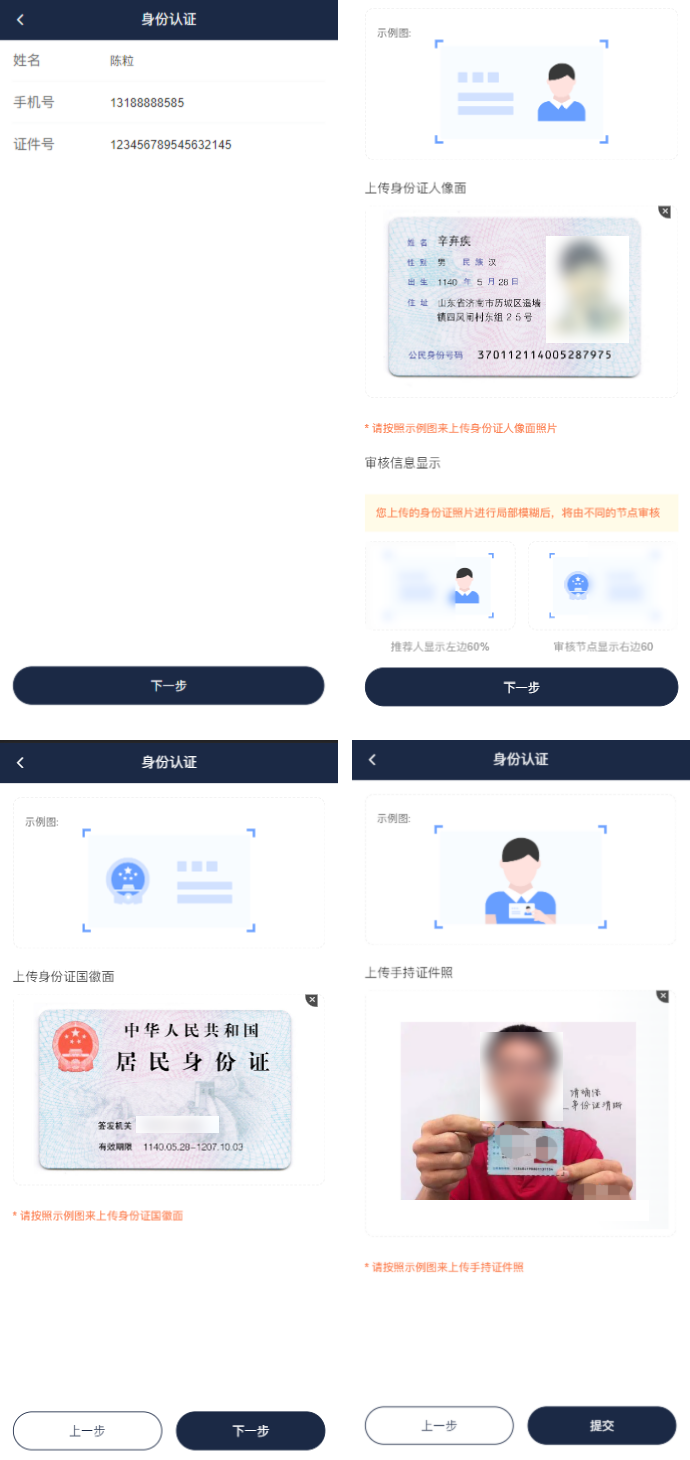 身份认证
姓名 陈粒
手机号 13188888585
证件号 123456789545632145
下一步
示例图:
上传身份证人像面
姓名 辛弃疾
性别 男 民族 汉
出生 1140 年 5 月 28 日
住址 山东省济南市历城区遥墙
镇四风闸村东组25号
公民身份号码 370112114005287975
* 请按照示例图来上传身份证人像面照片
审核信息显示
您上传的身份证照片进行局部模糊后，将由不同的节点审核
推荐人显示左边60%
审核节点显示右边60
下一步
身份认证
示例图:
上传身份证国徽面
中华人民共和国
居民身份证
签发机关
有效期限 1140.05.28-1207.10.03
* 请按照示例图来上传身份证国徽面
上一步
下一步
身份认证
示例图:
上传手持证件照
身份证清晰
* 请按照示例图来上传手持证件照
上一步
提交